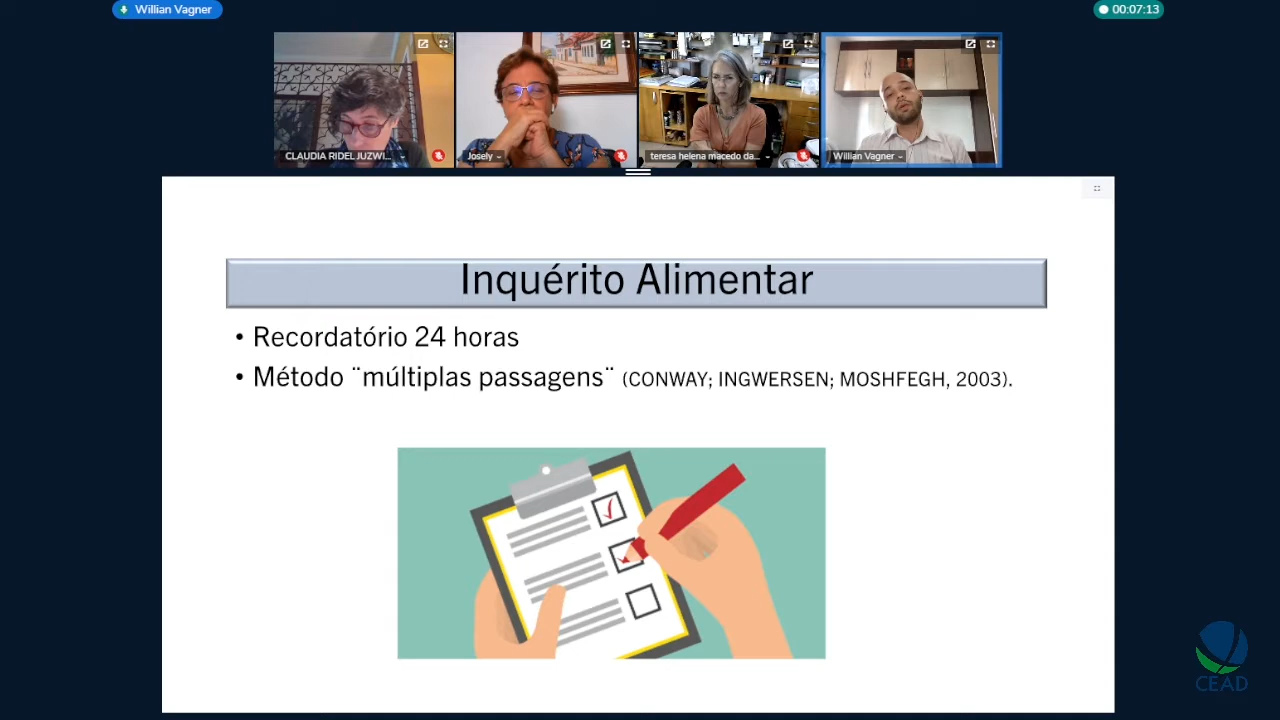 Willian Vagner
00:07:13
CLAUDIA RIDEL JUZWI...
Josely
teresa helena macedo da...
Willian Vagner
Inquérito Alimentar
• Recordatório 24 horas
• Método ¨múltiplas passagens¨ (CONWAY; INGWERSEN; MOSHFEGH, 2003).
CEAD